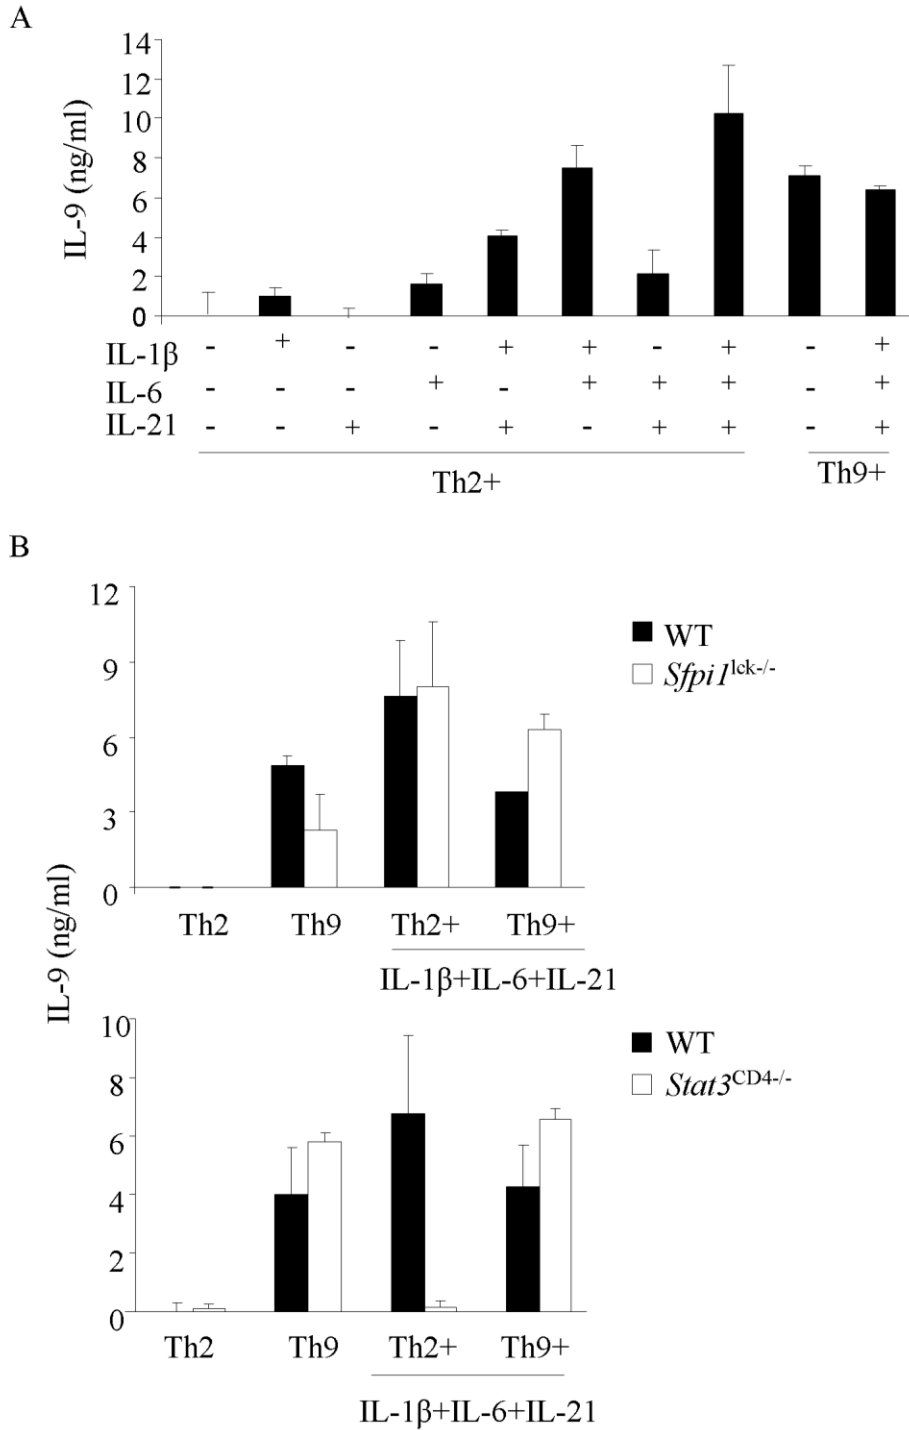 A
14
12
10
8
6
4
2
0
IL-9 (ng/ml)
IL-1β - + - - + + - + - +
IL-6 - - - + - + + + - +
IL-21 - - + - + - + + - +
Th2+ Th9+
B
12
9
6
3
0
WT
Sfpi1lck-/-
Th2 Th9 Th2+ Th9+
IL-1β+IL-6+IL-21
IL-9 (ng/ml)
10
8
6
4
2
0
WT
Stat3CD4-/-
Th2 Th9 Th2+ Th9+
IL-1β+IL-6+IL-21